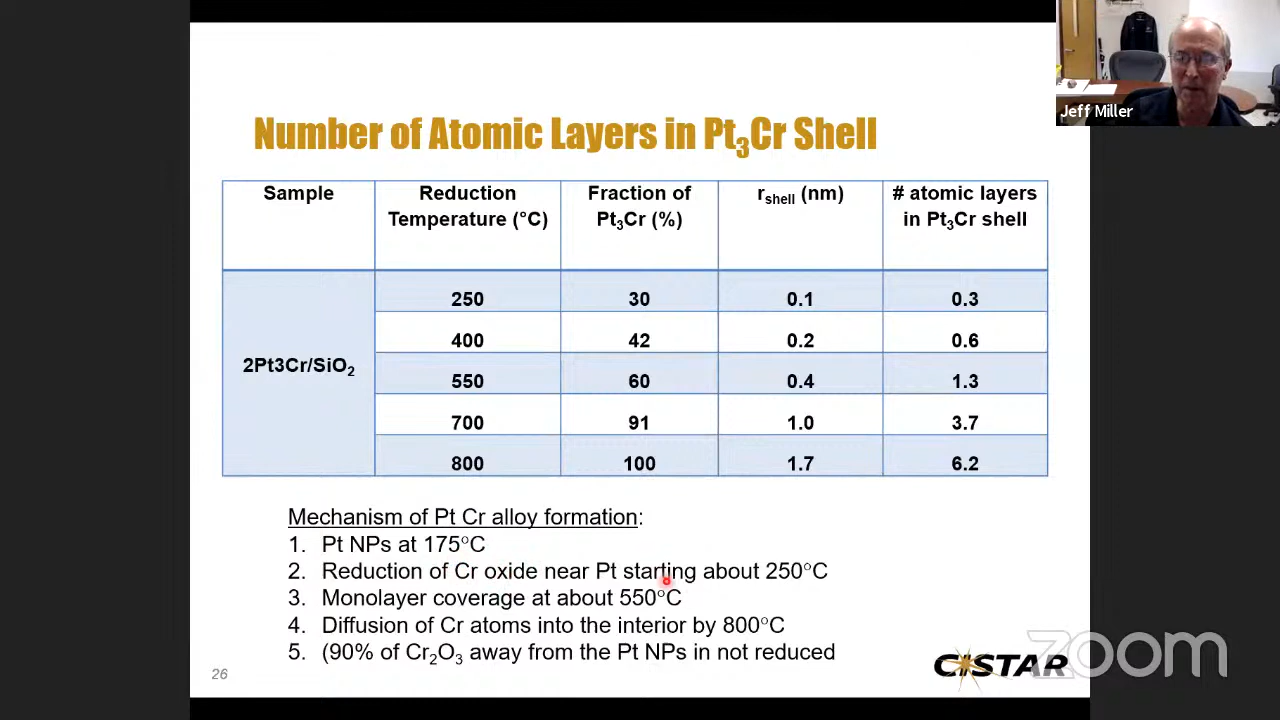 Jeff Miller
Number of Atomic Layers in Pt₃Cr Shell
Sample
Reduction
Temperature (°C)
Fraction of
Pt₃Cr (%)
rshell (nm)
# atomic layers
in Pt₃Cr shell
2Pt3Cr/SiO₂
250 30 0.1 0.3
400 42 0.2 0.6
550 60 0.4 1.3
700 91 1.0 3.7
800 100 1.7 6.2
Mechanism of Pt Cr alloy formation:
1. Pt NPs at 175°C
2. Reduction of Cr oxide near Pt starting about 250°C
3. Monolayer coverage at about 550°C
4. Diffusion of Cr atoms into the interior by 800°C
5. (90% of Cr₂O₃ away from the Pt NPs in not reduced
26
CISTAR
zoom